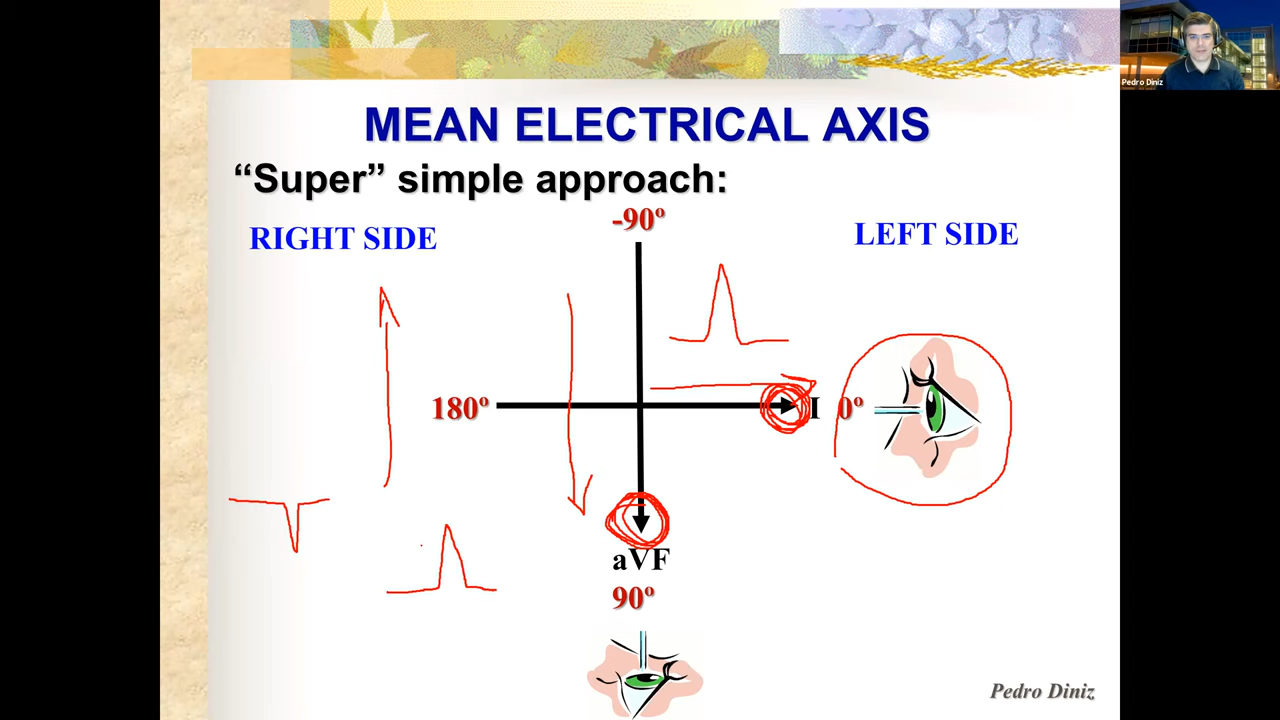 Pedro Diniz
MEAN ELECTRICAL AXIS
“Super” simple approach:
-90º
RIGHT SIDE
LEFT SIDE
180º
I 0º
aVF
90º
Pedro Diniz